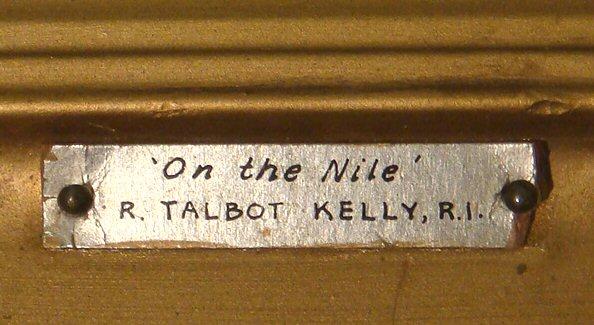 'On the Nile'
R. TALBOT KELLY, R.I.